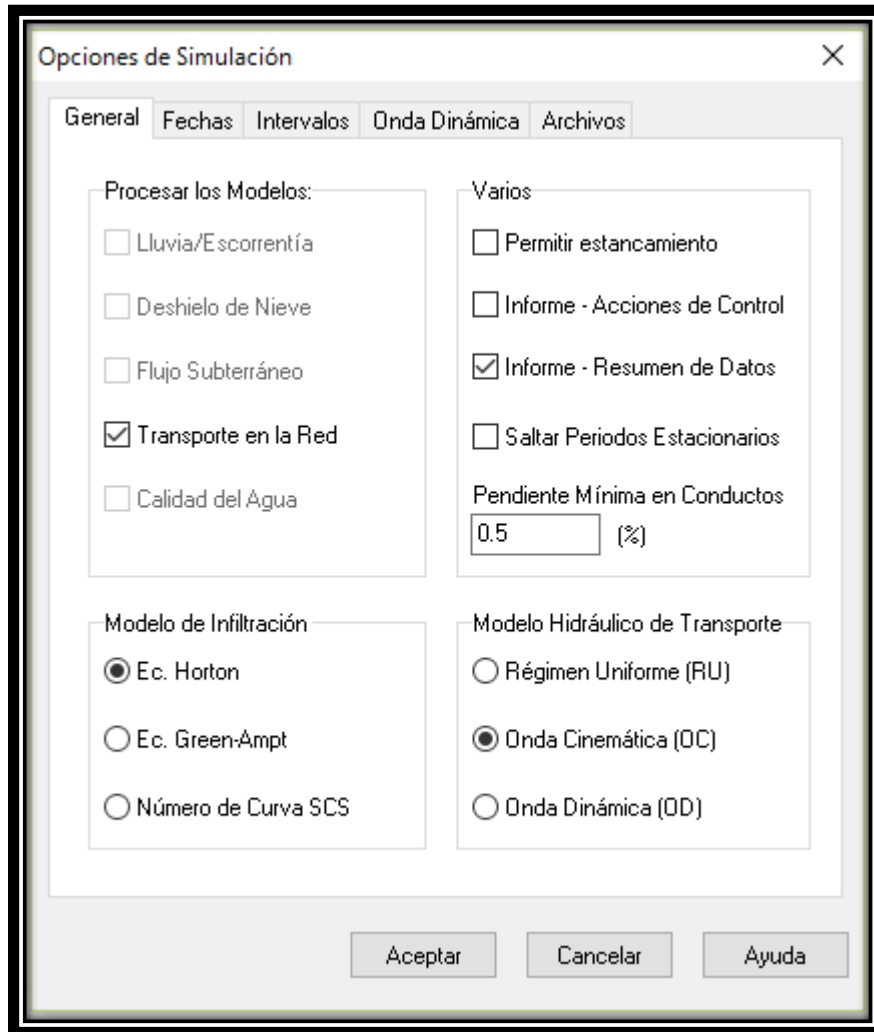 Opciones de Simulación
General Fechas Intervalos Onda Dinámica Archivos
Procesar los Modelos:
Lluvia/Escorrentía
Deshielo de Nieve
Flujo Subterráneo
Transporte en la Red
Calidad del Agua
Varios
Permitir estancamiento
Informe - Acciones de Control
Informe - Resumen de Datos
Saltar Periodos Estacionarios
Pendiente Mínima en Conductos
0.5 (%)
Modelo de Infiltración
Ec. Horton
Ec. Green-Ampt
Número de Curva SCS
Modelo Hidráulico de Transporte
Régimen Uniforme (RU)
Onda Cinemática (OC)
Onda Dinámica (OD)
Aceptar Cancelar Ayuda